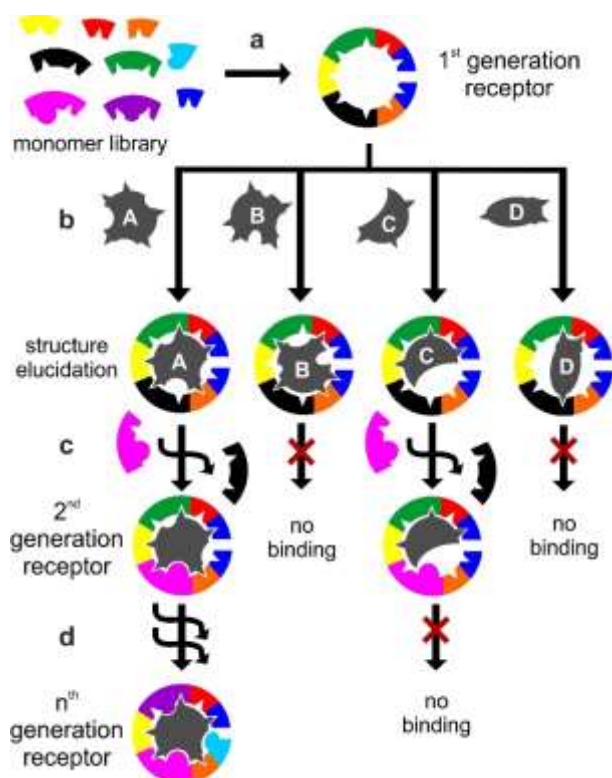 a
1st generation
receptor
monomer library
b
A
B
C
D
structure
elucidation
A
B
C
D
c
2nd
generation
receptor
no
binding
no
binding
d
nth
generation
receptor
no
binding